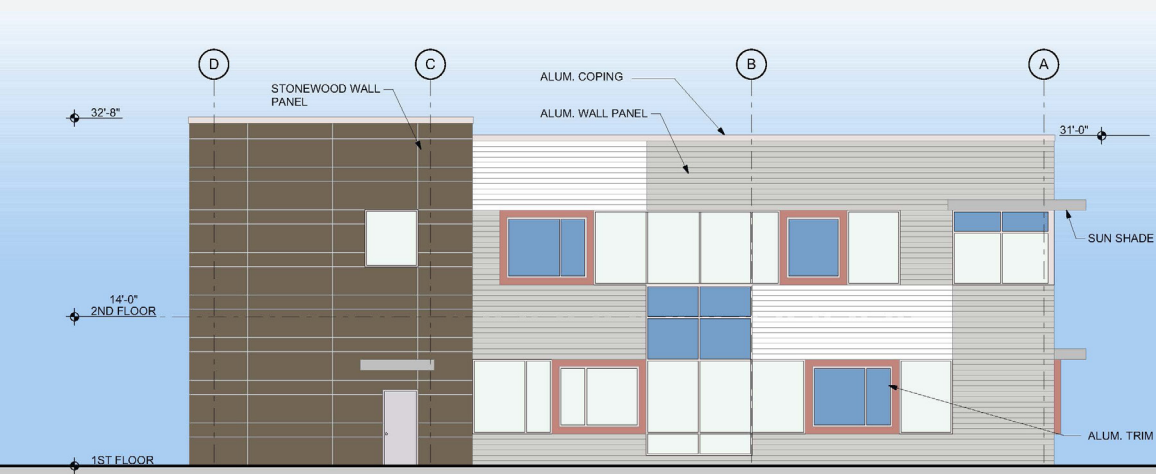 D
C
B
A
ALUM. COPING
STONEWOOD WALL
PANEL
32'-8"
ALUM. WALL PANEL
31'-0"
SUN SHADE
14'-0"
2ND FLOOR
ALUM. TRIM
1ST FLOOR